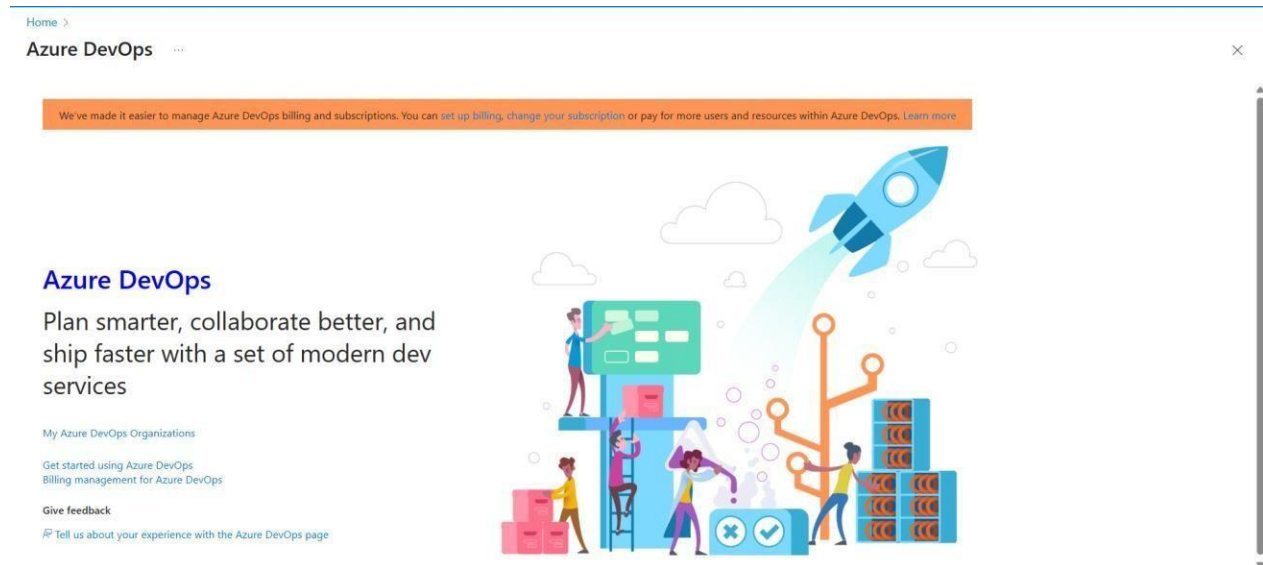 Home >
Azure DevOps ...
We've made it easier to manage Azure DevOps billing and subscriptions. You can set up billing, change your subscription or pay for more users and resources within Azure DevOps. Learn more
Azure DevOps
Plan smarter, collaborate better, and
ship faster with a set of modern dev
services
My Azure DevOps Organizations
Get started using Azure DevOps
Billing management for Azure DevOps
Give feedback
Tell us about your experience with the Azure DevOps page